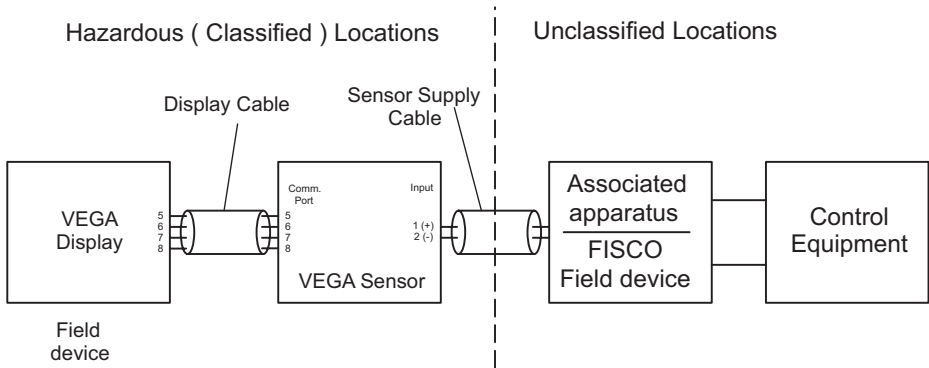 Hazardous ( Classified ) Locations
Unclassified Locations
Display Cable
Sensor Supply
Cable
VEGA
Display
5
6
7
8
Comm.
Port
5
6
7
8
Input
1 (+)
2 (-)
VEGA Sensor
Associated
apparatus
FISCO
Field device
Control
Equipment
Field
device